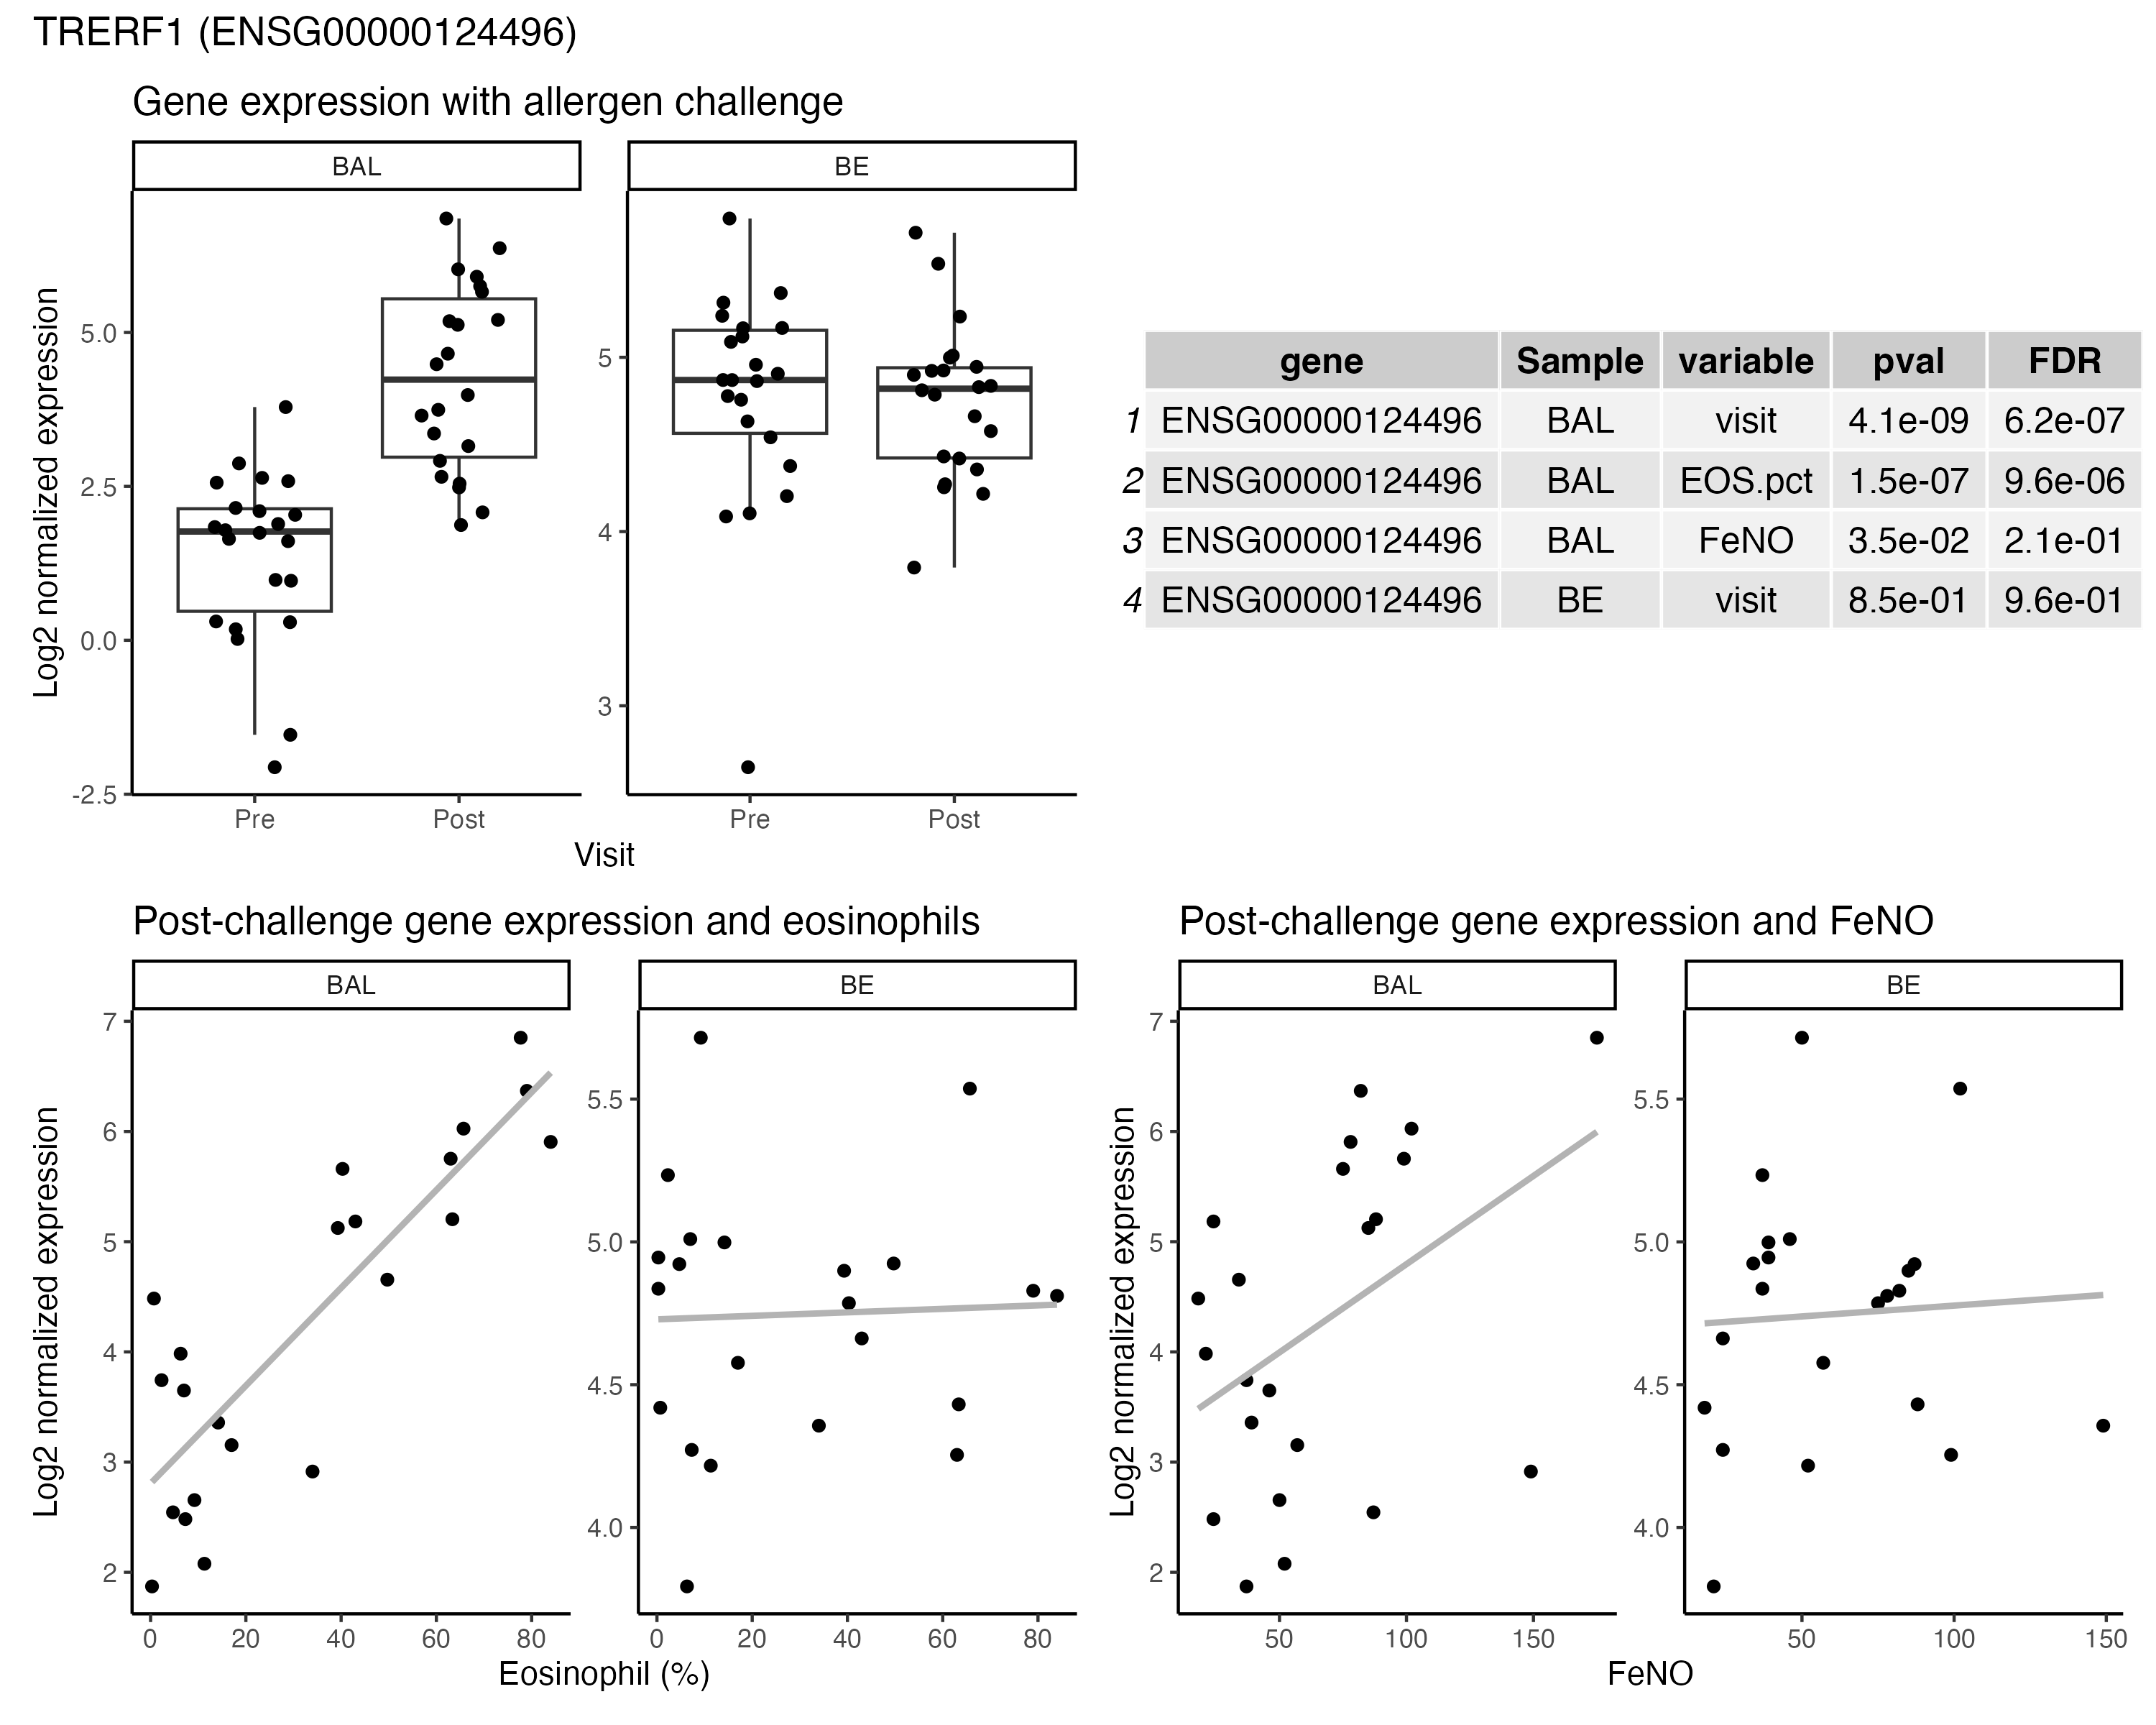 TRERF1 (ENSG00000124496)
Gene expression with allergen challenge
BAL
BE
Log2 normalized expression
5.0
2.5
0.0
-2.5
5
4
3
Pre
Post
Pre
Post
Visit
gene Sample variable pval FDR
1 ENSG00000124496 BAL visit 4.1e-09 6.2e-07
2 ENSG00000124496 BAL EOS.pct 1.5e-07 9.6e-06
3 ENSG00000124496 BAL FeNO 3.5e-02 2.1e-01
4 ENSG00000124496 BE visit 8.5e-01 9.6e-01
Post-challenge gene expression and eosinophils
BAL
BE
Log2 normalized expression
7
6
5
4
3
2
5.5
5.0
4.5
4.0
0 20 40 60 80
0 20 40 60 80
Eosinophil (%)
Post-challenge gene expression and FeNO
BAL
BE
Log2 normalized expression
7
6
5
4
3
2
5.5
5.0
4.5
4.0
50 100 150
50 100 150
FeNO